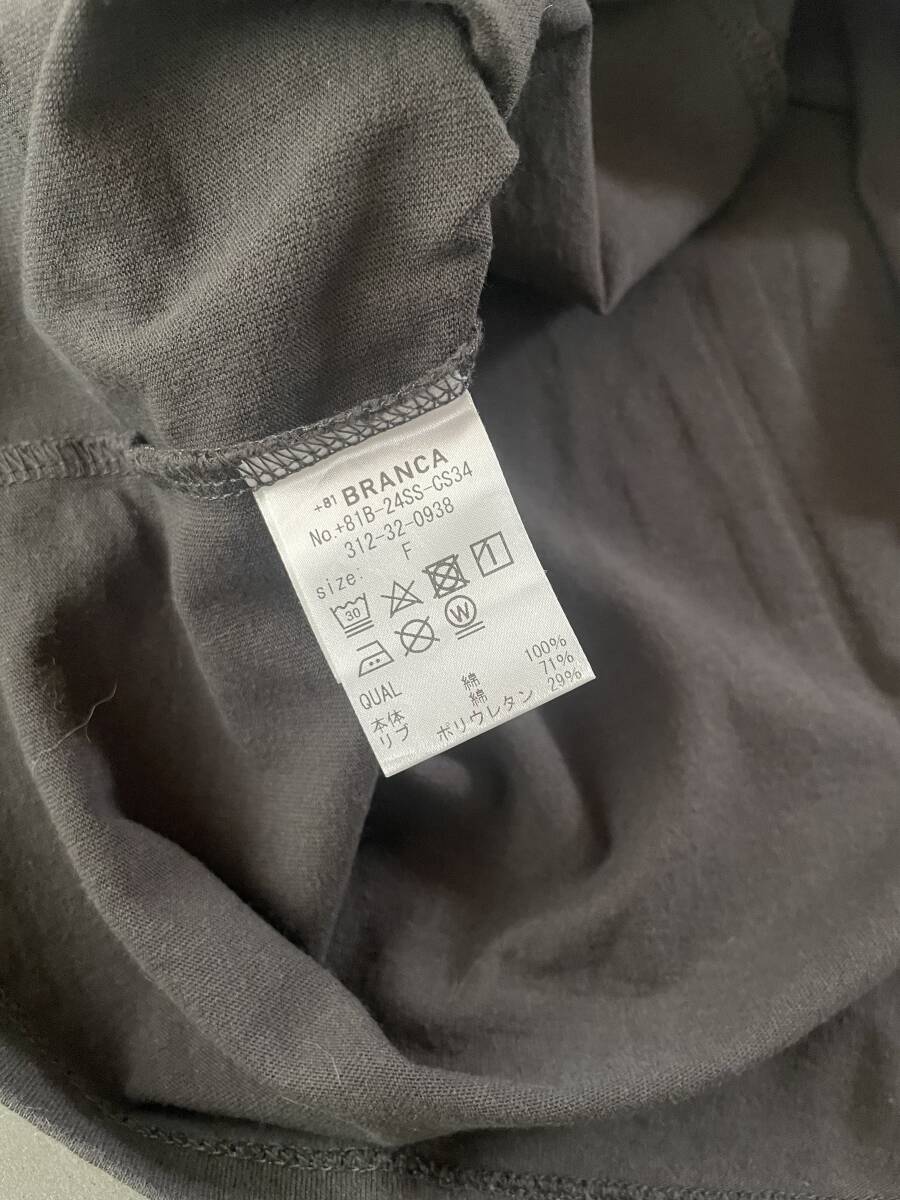 +81 BRANCA
No.+81B-24SS-CS34
312-32-0938
size: F
30
W
QUAL
本体 綿 100%
リブ 綿 71%
ポリウレタン 29%